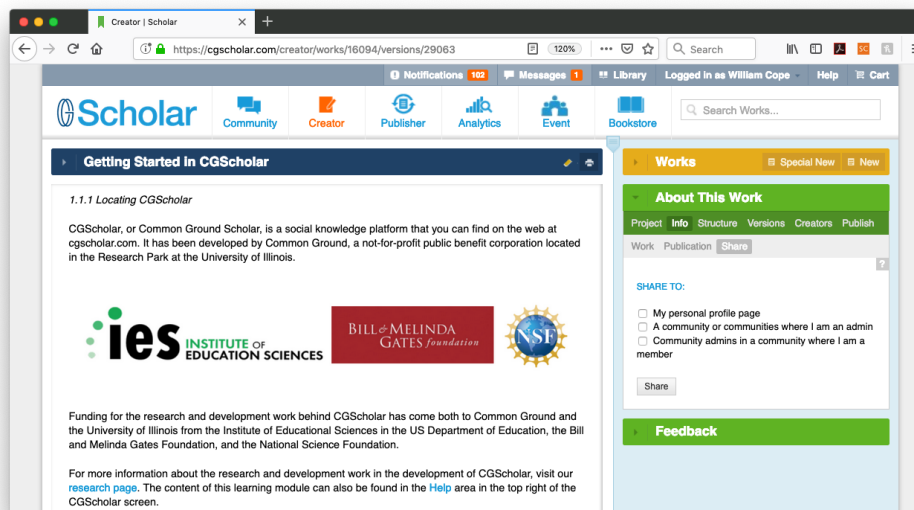 Creator | Scholar
https://cgscholar.com/creator/works/16094/versions/29063
120%
Search
Notifications 102
Messages 1
Library
Logged in as William Cope
Help
Cart
Scholar
Community
Creator
Publisher
Analytics
Event
Bookstore
Search Works...
Getting Started in CGScholar
1.1.1 Locating CGScholar
CGScholar, or Common Ground Scholar, is a social knowledge platform that you can find on the web at
cgscholar.com. It has been developed by Common Ground, a not-for-profit public benefit corporation located
in the Research Park at the University of Illinois.
ies INSTITUTE OF
EDUCATION SCIENCES
BILL & MELINDA
GATES foundation
NSF
Funding for the research and development work behind CGScholar has come both to Common Ground and
the University of Illinois from the Institute of Educational Sciences in the US Department of Education, the Bill
and Melinda Gates Foundation, and the National Science Foundation.
For more information about the research and development work in the development of CGScholar, visit our
research page. The content of this learning module can also be found in the Help area in the top right of the
CGScholar screen.
Works
Special New
New
About This Work
Project Info Structure Versions Creators Publish
Work Publication Share
?
SHARE TO:
My personal profile page
A community or communities where I am an admin
Community admins in a community where I am a
member
Share
Feedback